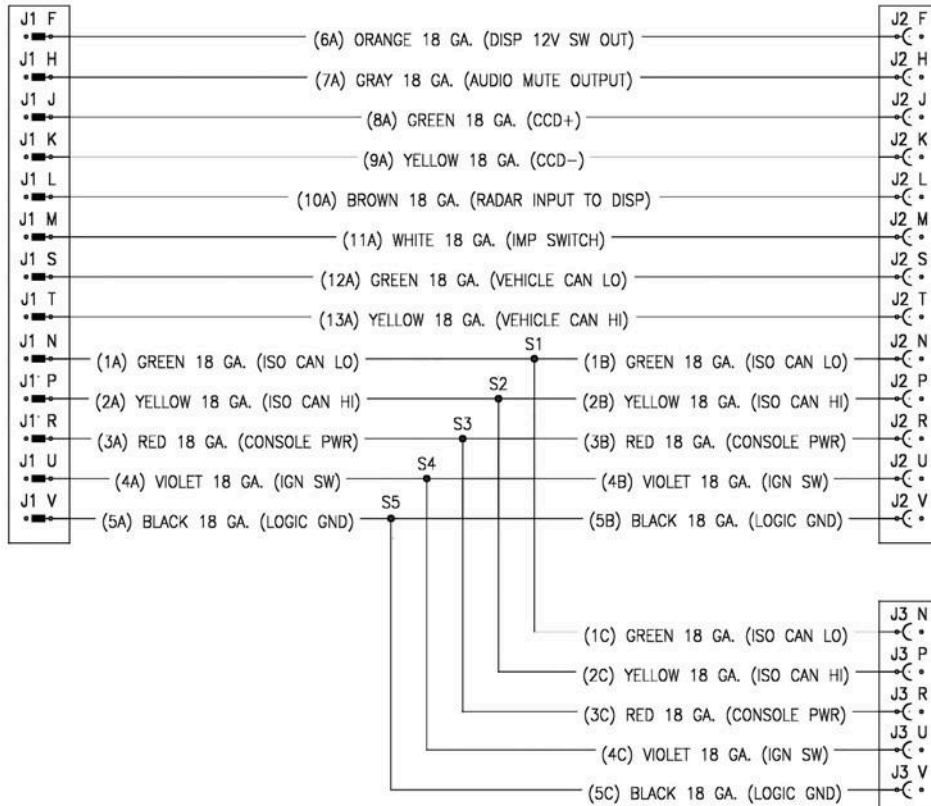 J1 F
(6A) ORANGE 18 GA. (DISP 12V SW OUT)
J2 F
J1 H
(7A) GRAY 18 GA. (AUDIO MUTE OUTPUT)
J2 H
J1 J
(8A) GREEN 18 GA. (CCD+)
J2 J
J1 K
(9A) YELLOW 18 GA. (CCD-)
J2 K
J1 L
(10A) BROWN 18 GA. (RADAR INPUT TO DISP)
J2 L
J1 M
(11A) WHITE 18 GA. (IMP SWITCH)
J2 M
J1 S
(12A) GREEN 18 GA. (VEHICLE CAN LO)
J2 S
J1 T
(13A) YELLOW 18 GA. (VEHICLE CAN HI)
J2 T
J1 N
(1A) GREEN 18 GA. (ISO CAN LO)
S1
(1B) GREEN 18 GA. (ISO CAN LO)
J2 N
J1 P
(2A) YELLOW 18 GA. (ISO CAN HI)
S2
(2B) YELLOW 18 GA. (ISO CAN HI)
J2 P
J1 R
(3A) RED 18 GA. (CONSOLE PWR)
S3
(3B) RED 18 GA. (CONSOLE PWR)
J2 R
J1 U
(4A) VIOLET 18 GA. (IGN SW)
S4
(4B) VIOLET 18 GA. (IGN SW)
J2 U
J1 V
(5A) BLACK 18 GA. (LOGIC GND)
S5
(5B) BLACK 18 GA. (LOGIC GND)
J2 V
(1C) GREEN 18 GA. (ISO CAN LO)
J3 N
(2C) YELLOW 18 GA. (ISO CAN HI)
J3 P
(3C) RED 18 GA. (CONSOLE PWR)
J3 R
(4C) VIOLET 18 GA. (IGN SW)
J3 U
(5C) BLACK 18 GA. (LOGIC GND)
J3 V